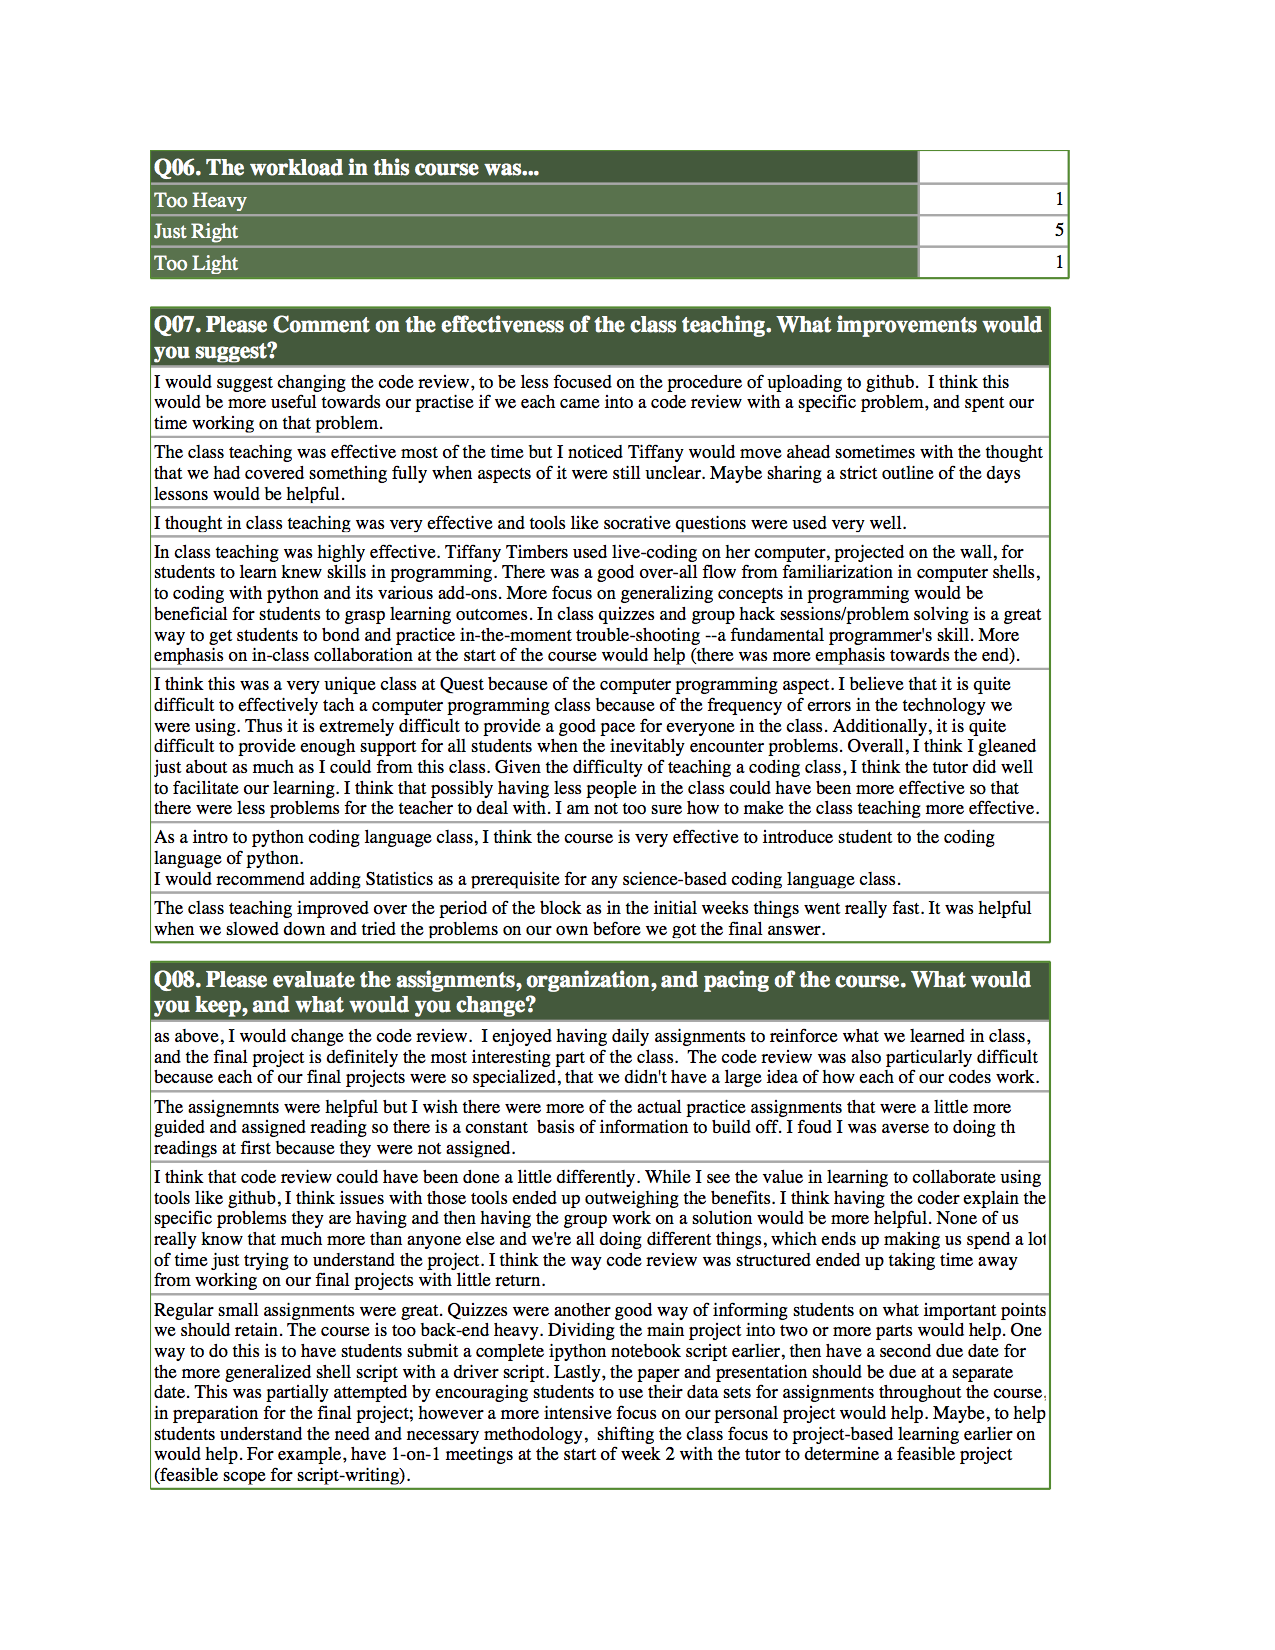 Q06. The workload in this course was...
Too Heavy 1
Just Right 5
Too Light 1
Q07. Please Comment on the effectiveness of the class teaching. What improvements would
you suggest?
I would suggest changing the code review, to be less focused on the procedure of uploading to github.  I think this
would be more useful towards our practise if we each came into a code review with a specific problem, and spent our
time working on that problem.
The class teaching was effective most of the time but I noticed Tiffany would move ahead sometimes with the thought
that we had covered something fully when aspects of it were still unclear. Maybe sharing a strict outline of the days
lessons would be helpful.
I thought in class teaching was very effective and tools like socrative questions were used very well.
In class teaching was highly effective. Tiffany Timbers used live-coding on her computer, projected on the wall, for
students to learn knew skills in programming. There was a good over-all flow from familiarization in computer shells,
to coding with python and its various add-ons. More focus on generalizing concepts in programming would be
beneficial for students to grasp learning outcomes. In class quizzes and group hack sessions/problem solving is a great
way to get students to bond and practice in-the-moment trouble-shooting --a fundamental programmer's skill. More
emphasis on in-class collaboration at the start of the course would help (there was more emphasis towards the end).
I think this was a very unique class at Quest because of the computer programming aspect. I believe that it is quite
difficult to effectively tach a computer programming class because of the frequency of errors in the technology we
were using. Thus it is extremely difficult to provide a good pace for everyone in the class. Additionally, it is quite
difficult to provide enough support for all students when the inevitably encounter problems. Overall, I think I gleaned
just about as much as I could from this class. Given the difficulty of teaching a coding class, I think the tutor did well
to facilitate our learning. I think that possibly having less people in the class could have been more effective so that
there were less problems for the teacher to deal with. I am not too sure how to make the class teaching more effective.
As a intro to python coding language class, I think the course is very effective to introduce student to the coding
language of python.
I would recommend adding Statistics as a prerequisite for any science-based coding language class.
The class teaching improved over the period of the block as in the initial weeks things went really fast. It was helpful
when we slowed down and tried the problems on our own before we got the final answer.
Q08. Please evaluate the assignments, organization, and pacing of the course. What would
you keep, and what would you change?
as above, I would change the code review.  I enjoyed having daily assignments to reinforce what we learned in class,
and the final project is definitely the most interesting part of the class.  The code review was also particularly difficult
because each of our final projects were so specialized, that we didn't have a large idea of how each of our codes work.
The assignemnts were helpful but I wish there were more of the actual practice assignments that were a little more
guided and assigned reading so there is a constant  basis of information to build off. I foud I was averse to doing th
readings at first because they were not assigned.
I think that code review could have been done a little differently. While I see the value in learning to collaborate using
tools like github, I think issues with those tools ended up outweighing the benefits. I think having the coder explain the
specific problems they are having and then having the group work on a solution would be more helpful. None of us
really know that much more than anyone else and we're all doing different things, which ends up making us spend a lot
of time just trying to understand the project. I think the way code review was structured ended up taking time away
from working on our final projects with little return.
Regular small assignments were great. Quizzes were another good way of informing students on what important points
we should retain. The course is too back-end heavy. Dividing the main project into two or more parts would help. One
way to do this is to have students submit a complete ipython notebook script earlier, then have a second due date for
the more generalized shell script with a driver script. Lastly, the paper and presentation should be due at a separate
date. This was partially attempted by encouraging students to use their data sets for assignments throughout the course,
in preparation for the final project; however a more intensive focus on our personal project would help. Maybe, to help
students understand the need and necessary methodology,  shifting the class focus to project-based learning earlier on
would help. For example, have 1-on-1 meetings at the start of week 2 with the tutor to determine a feasible project
(feasible scope for script-writing).